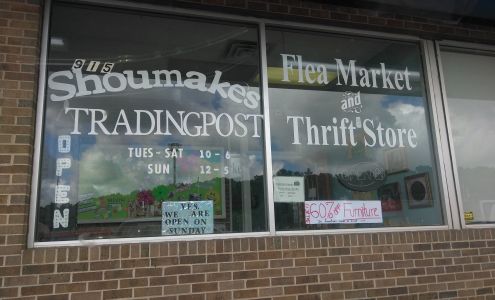 915
Shoumakes
TRADINGPOST
TUES-SAT 10-6
SUN 12-5
OPEN
YES,
WE ARE
OPEN ON
SUNDAY
Flea Market
and
Thrift Store
60% Furniture